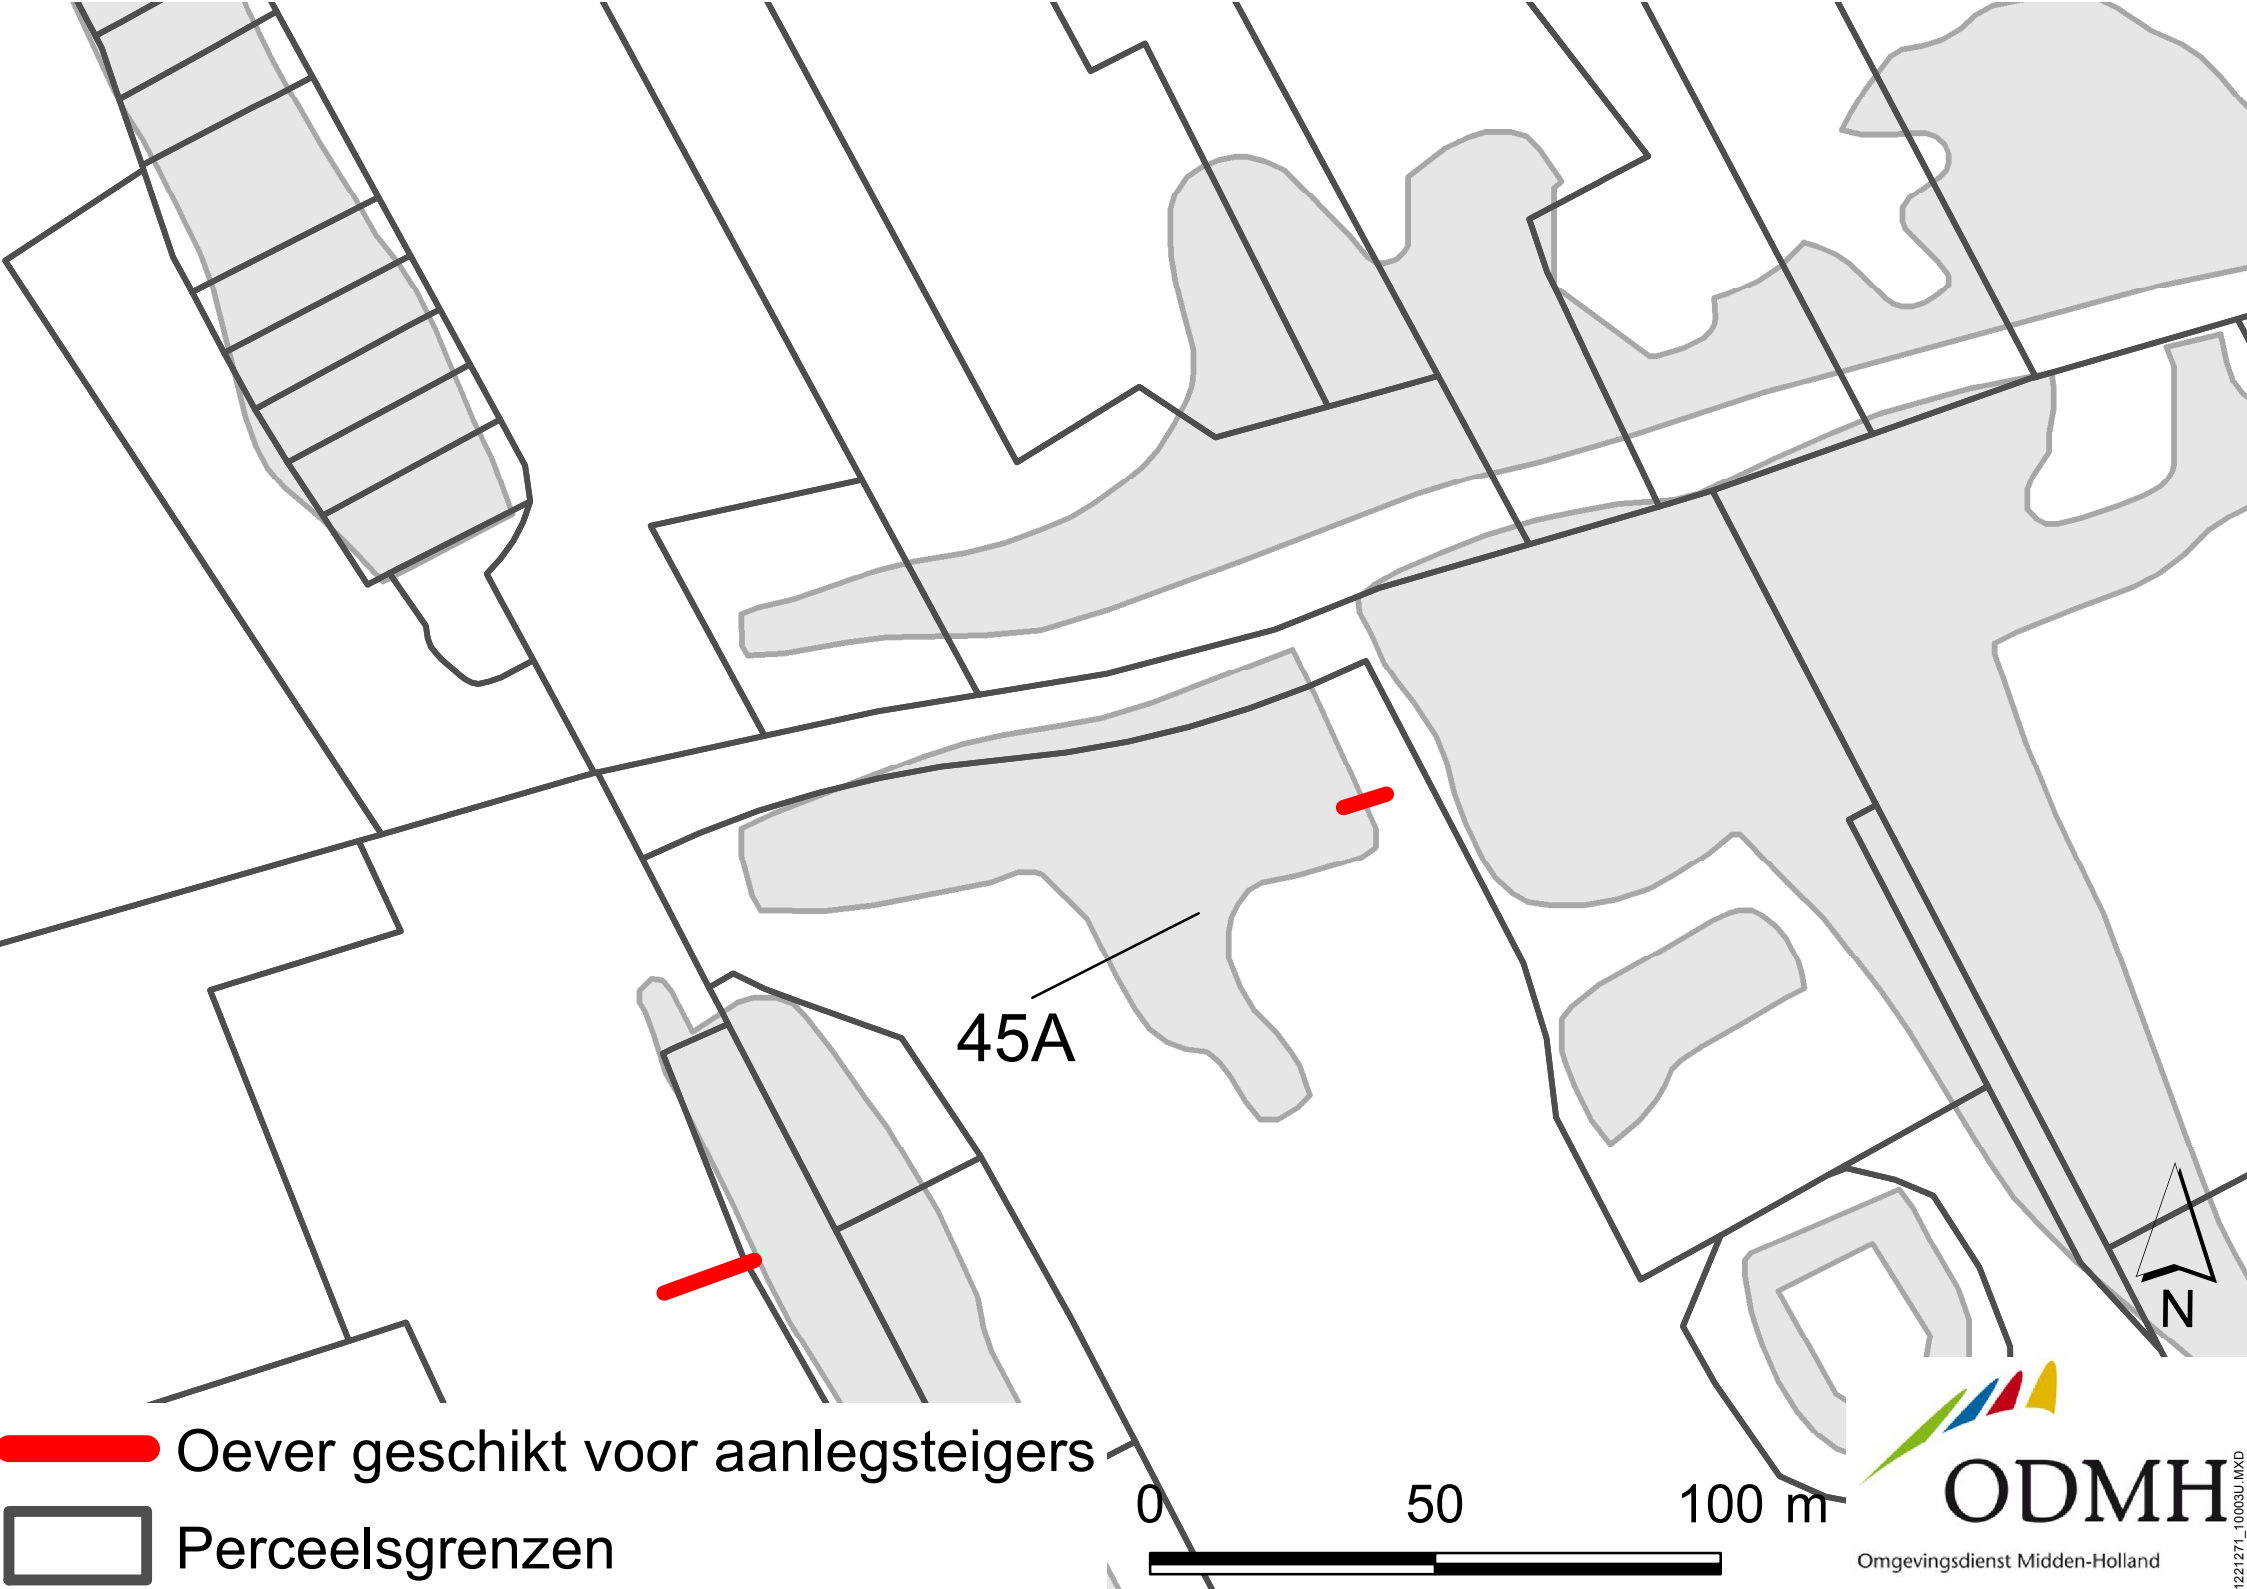 45A
N
Oever geschikt voor aanlegsteigers
Perceelsgrenzen
0 50 100 m
ODMH
Omgevingsdienst Midden-Holland
1221271_10003U.MXD